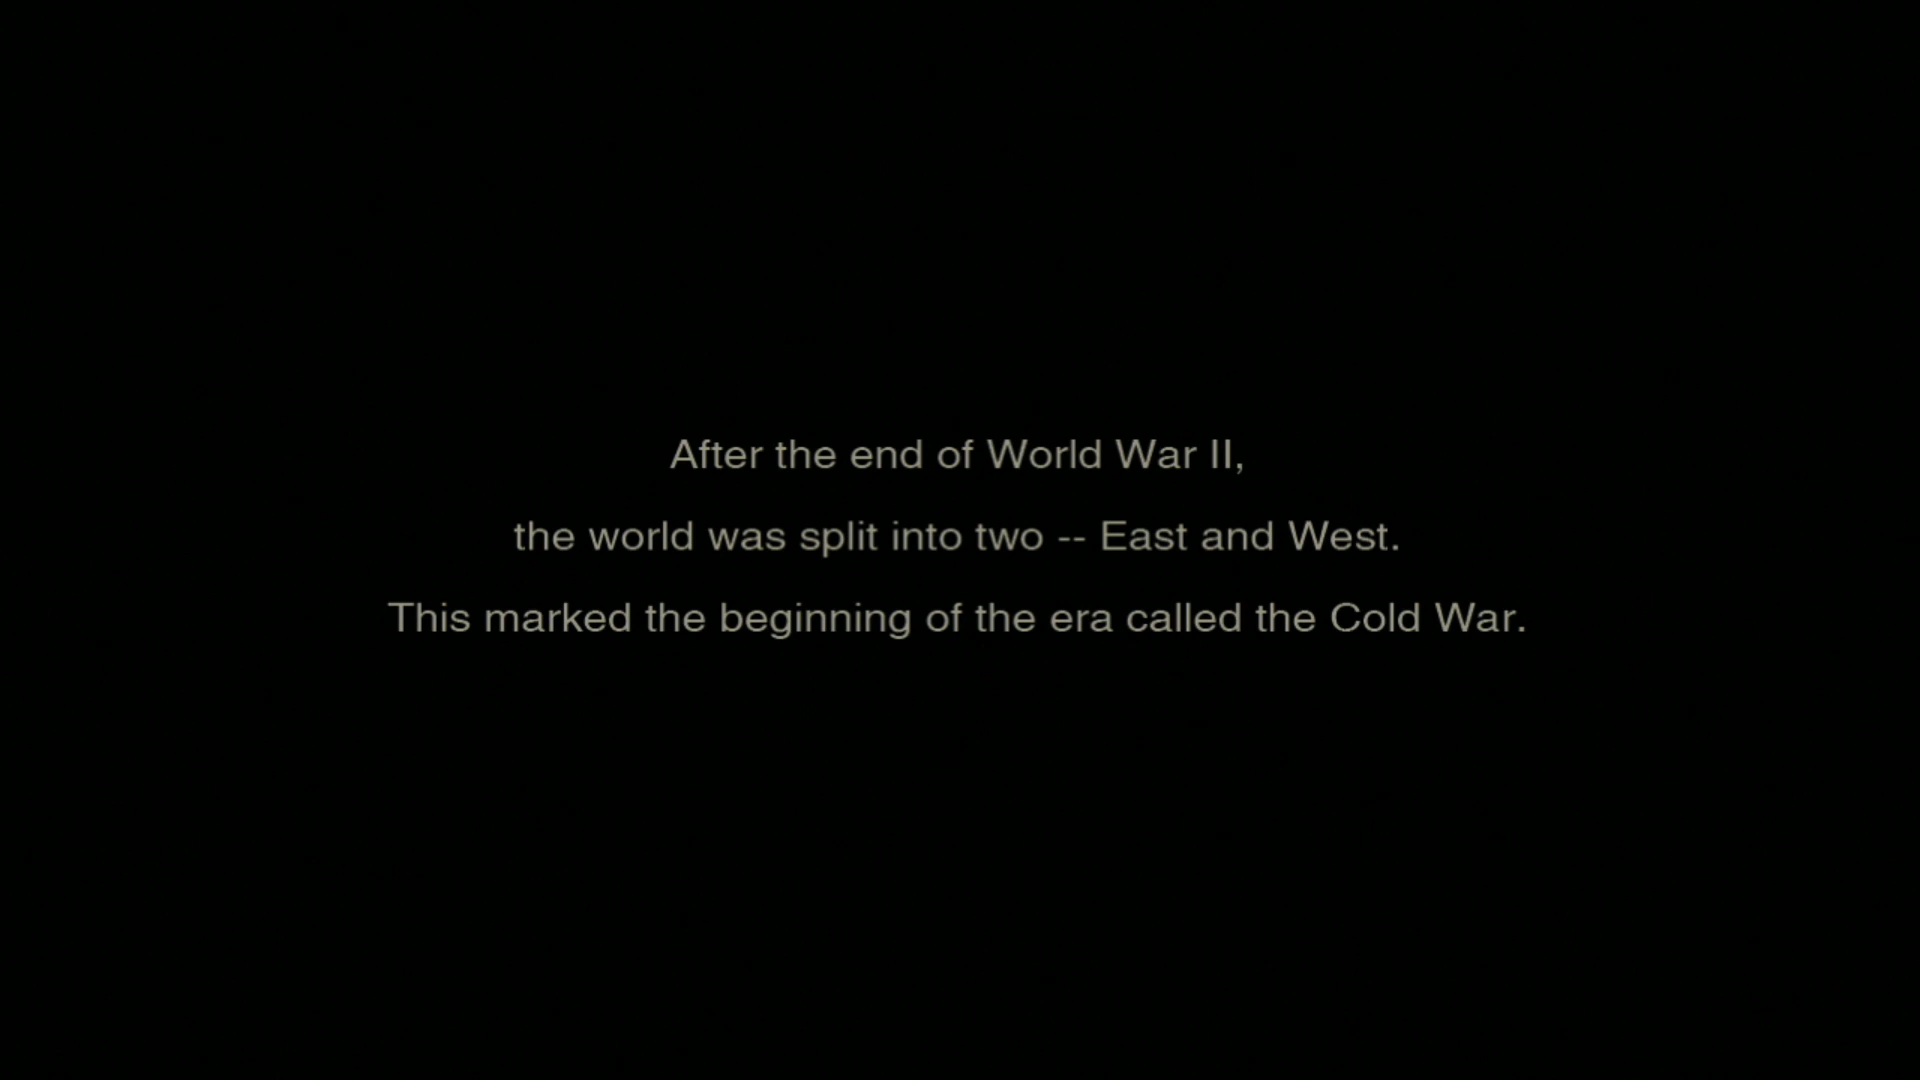 After the end of World War II,
the world was split into two -- East and West.
This marked the beginning of the era called the Cold War.